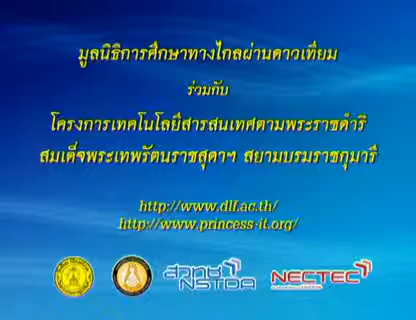 มูลนิธิการศึกษาทางไกลผ่านดาวเทียม
ร่วมกับ
โครงการเทคโนโลยีสารสนเทศตามพระราชดำริ
สมเด็จพระเทพรัตนราชสุดาฯ สยามบรมราชกุมารี
http://www.dlf.ac.th/
http://www.princess-it.org/
สวทช
NSTDA
NECTEC